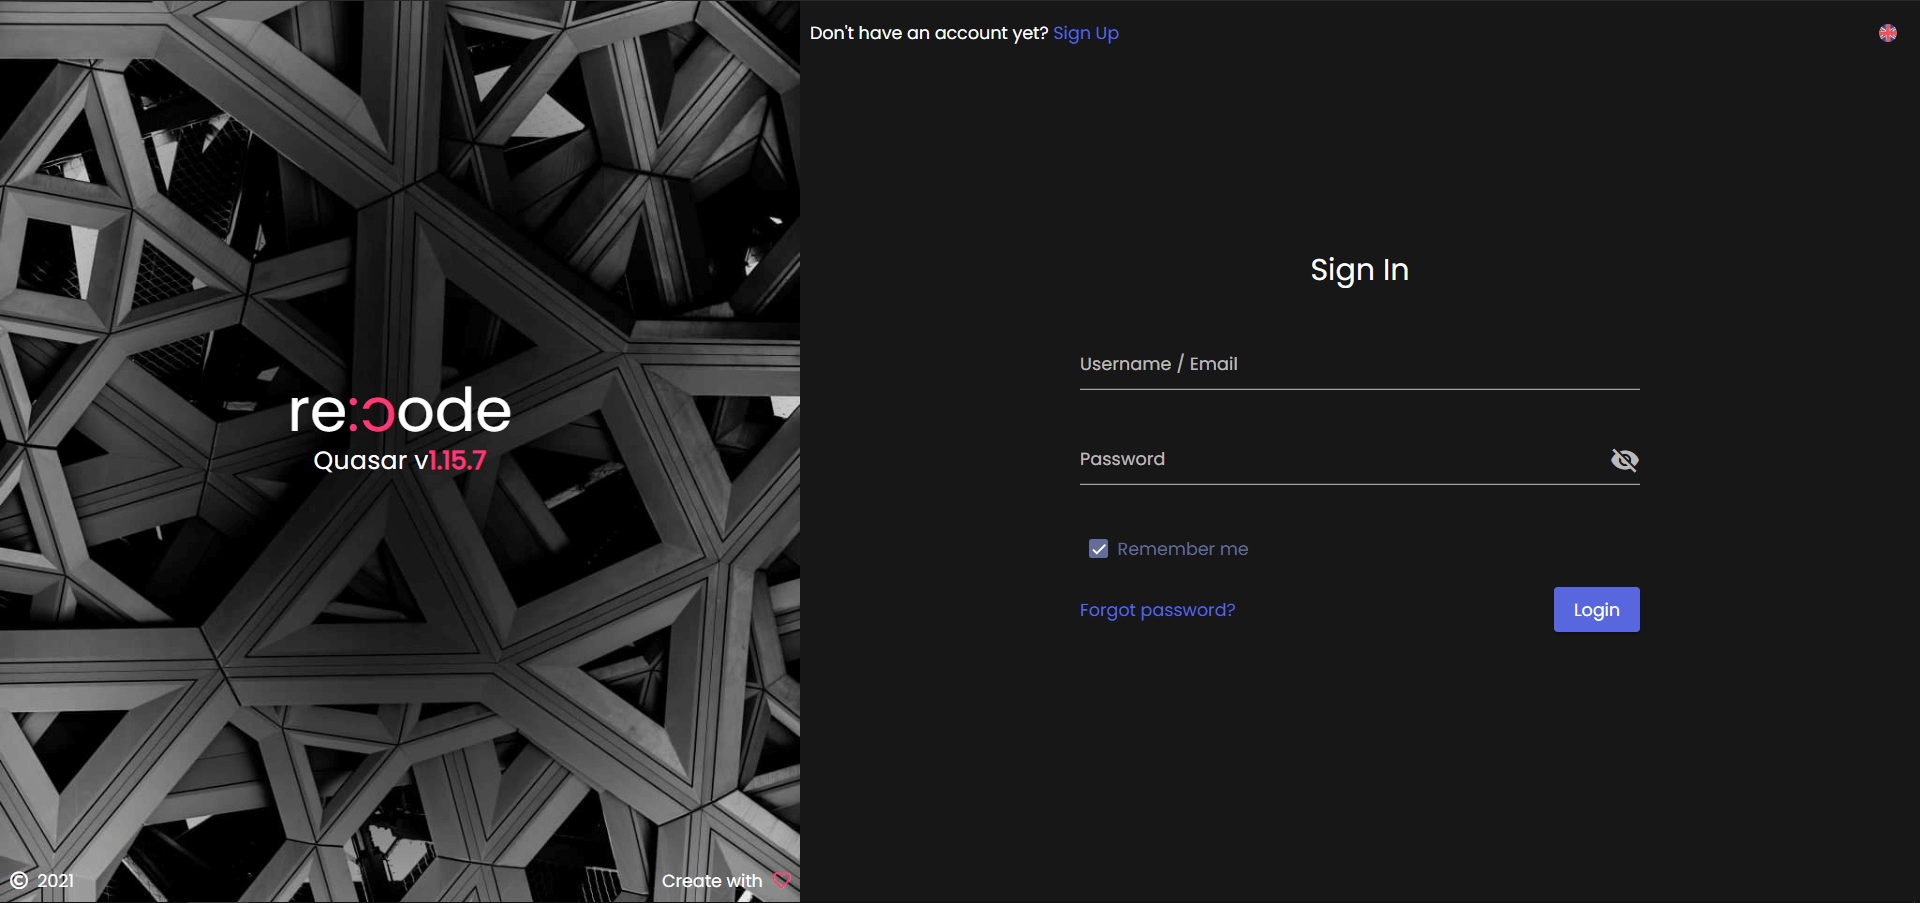 Don't have an account yet? Sign Up
re:ɔode
Quasar v1.15.7
© 2021
Create with
Sign In
Username / Email
Password
Remember me
Forgot password?
Login